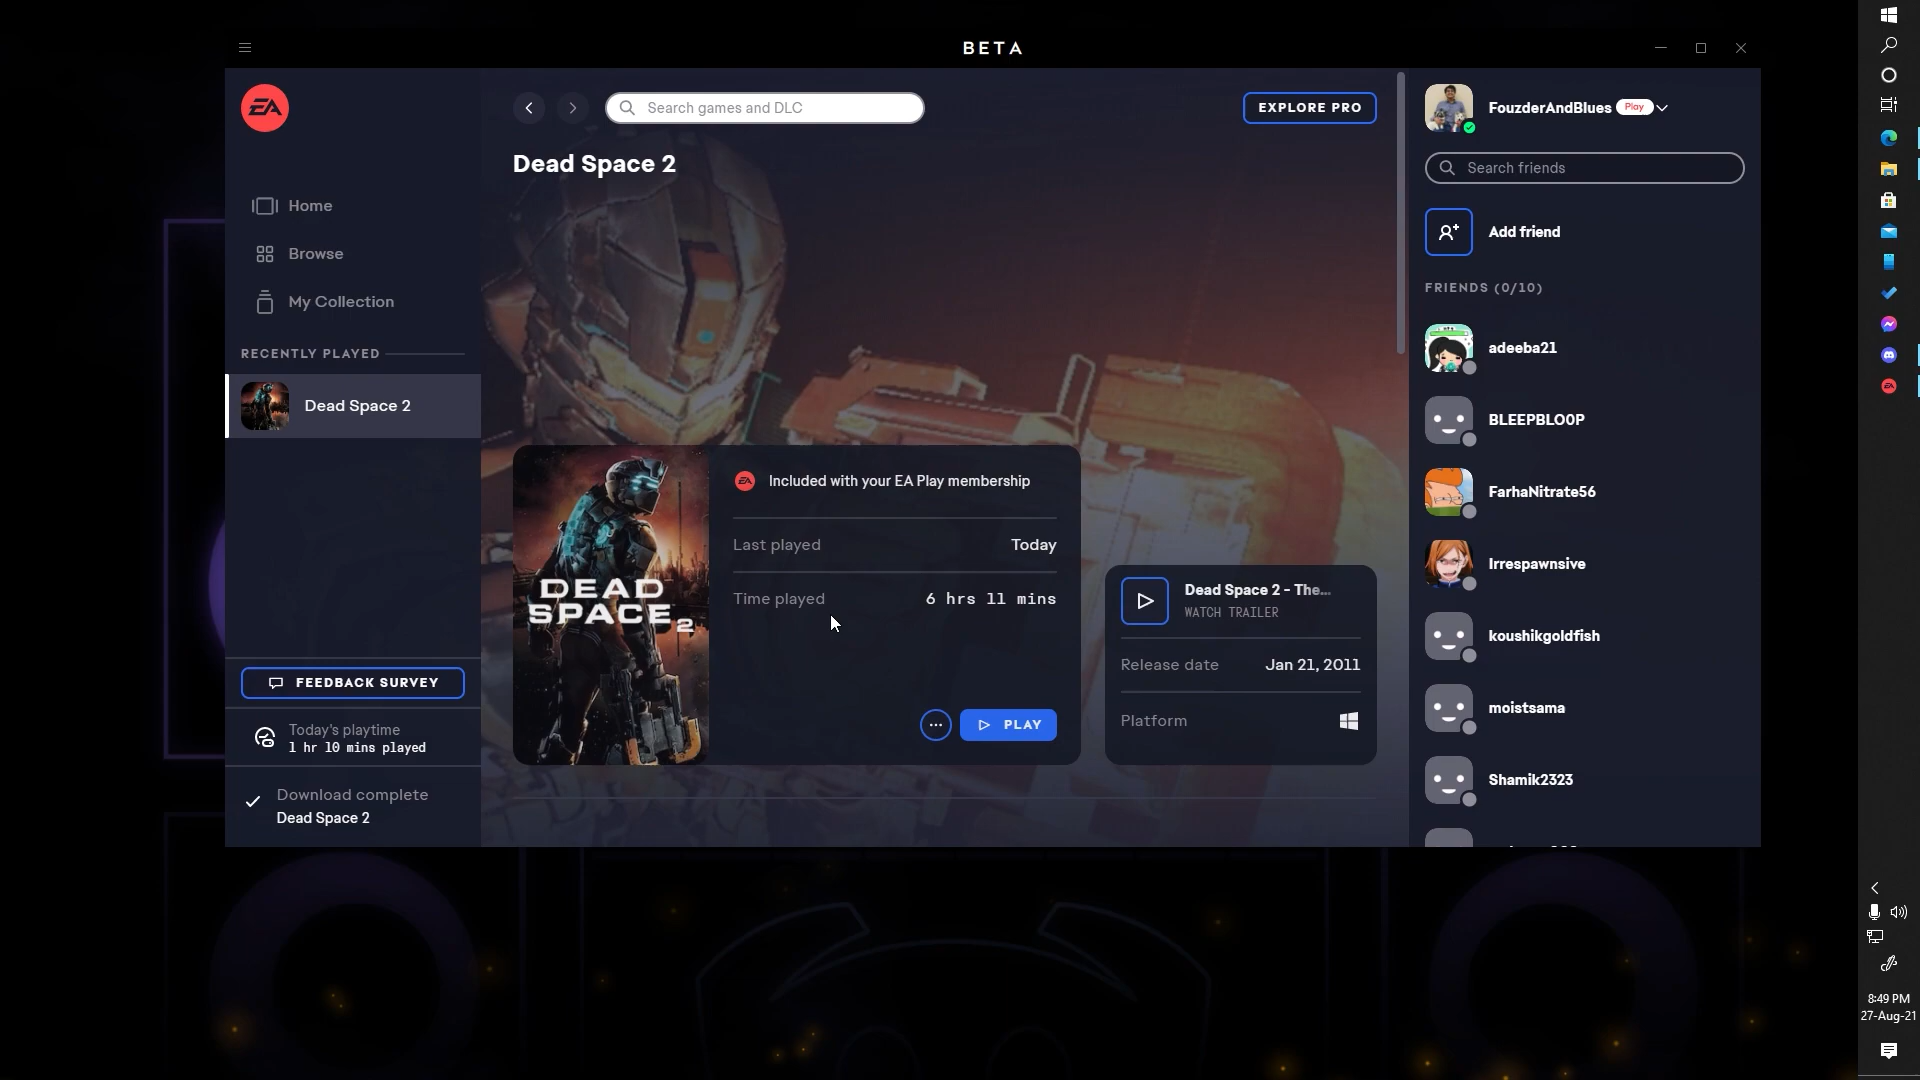 BETA
EA
Home
Browse
My Collection
RECENTLY PLAYED
Dead Space 2
FEEDBACK SURVEY
Today's playtime
1 hr 10 mins played
Download complete
Dead Space 2
Search games and DLC
EXPLORE PRO
Dead Space 2
DEAD
SPACE 2
EA
Included with your EA Play membership
Last played Today
Time played 6 hrs 11 mins
PLAY
Dead Space 2 - The...
WATCH TRAILER
Release date Jan 21, 2011
Platform
FouzderAndBlues Play
Search friends
Add friend
FRIENDS (0/10)
adeeba21
BLEEPBLO0P
FarhaNitrate56
Irrespawnsive
koushikgoldfish
moistsama
Shamik2323
EA
8:49 PM
27-Aug-21